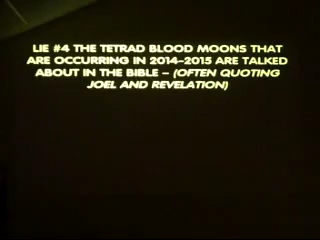 LIE #4 THE TETRAD BLOOD MOONS THAT
ARE OCCURRING IN 2014-2015 ARE TALKED
ABOUT IN THE BIBLE – (OFTEN QUOTING
JOEL AND REVELATION)